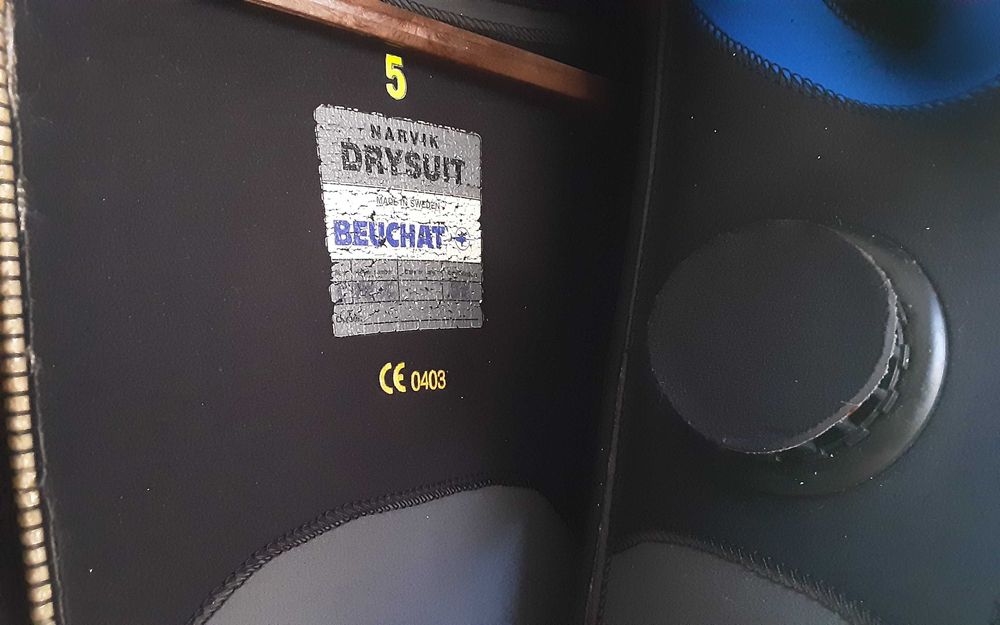 5
NARVIK
DRYSUIT
MADE IN SWEDEN
BEUCHAT
CE 0403